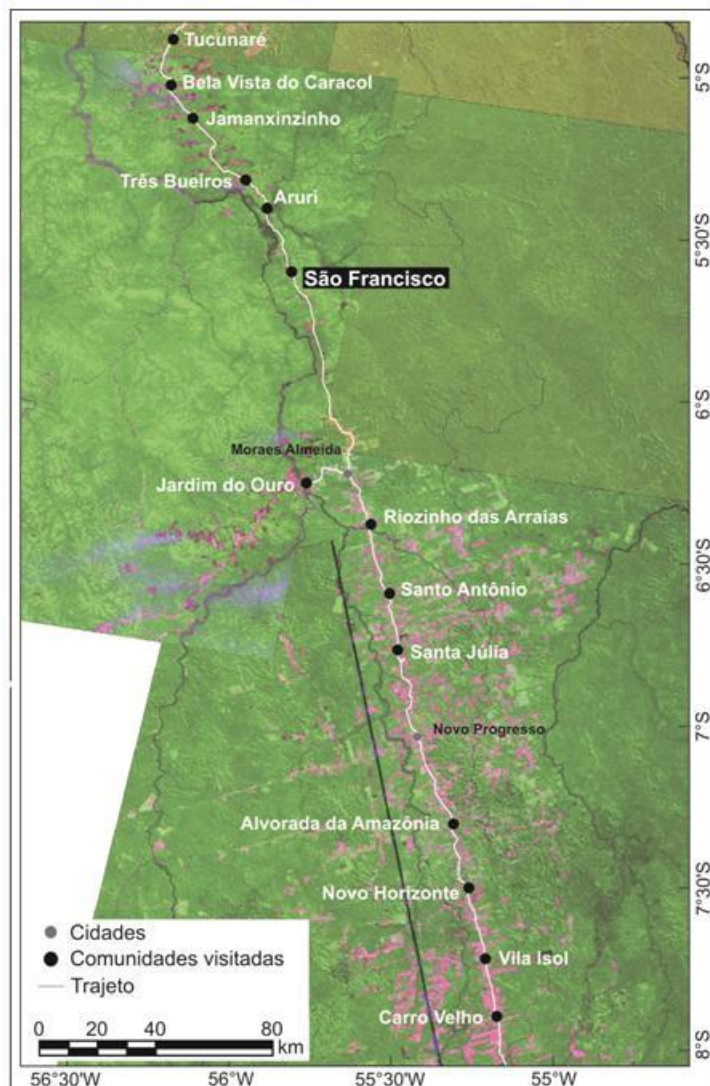 Tucunaré
5°S
Bela Vista do Caracol
Jamanxinzinho
Três Bueiros
Aruri
5°30'S
São Francisco
6°S
Moraes Almeida
Jardim do Ouro
Riozinho das Arraias
6°30'S
Santo Antônio
Santa Júlia
7°S
Novo Progresso
Alvorada da Amazônia
7°30'S
Novo Horizonte
Cidades
Comunidades visitadas
Vila Isol
Trajeto
Carro Velho
0 10 20 40 80
km
8°S
56°30'W 56°W 55°30'W 55°W